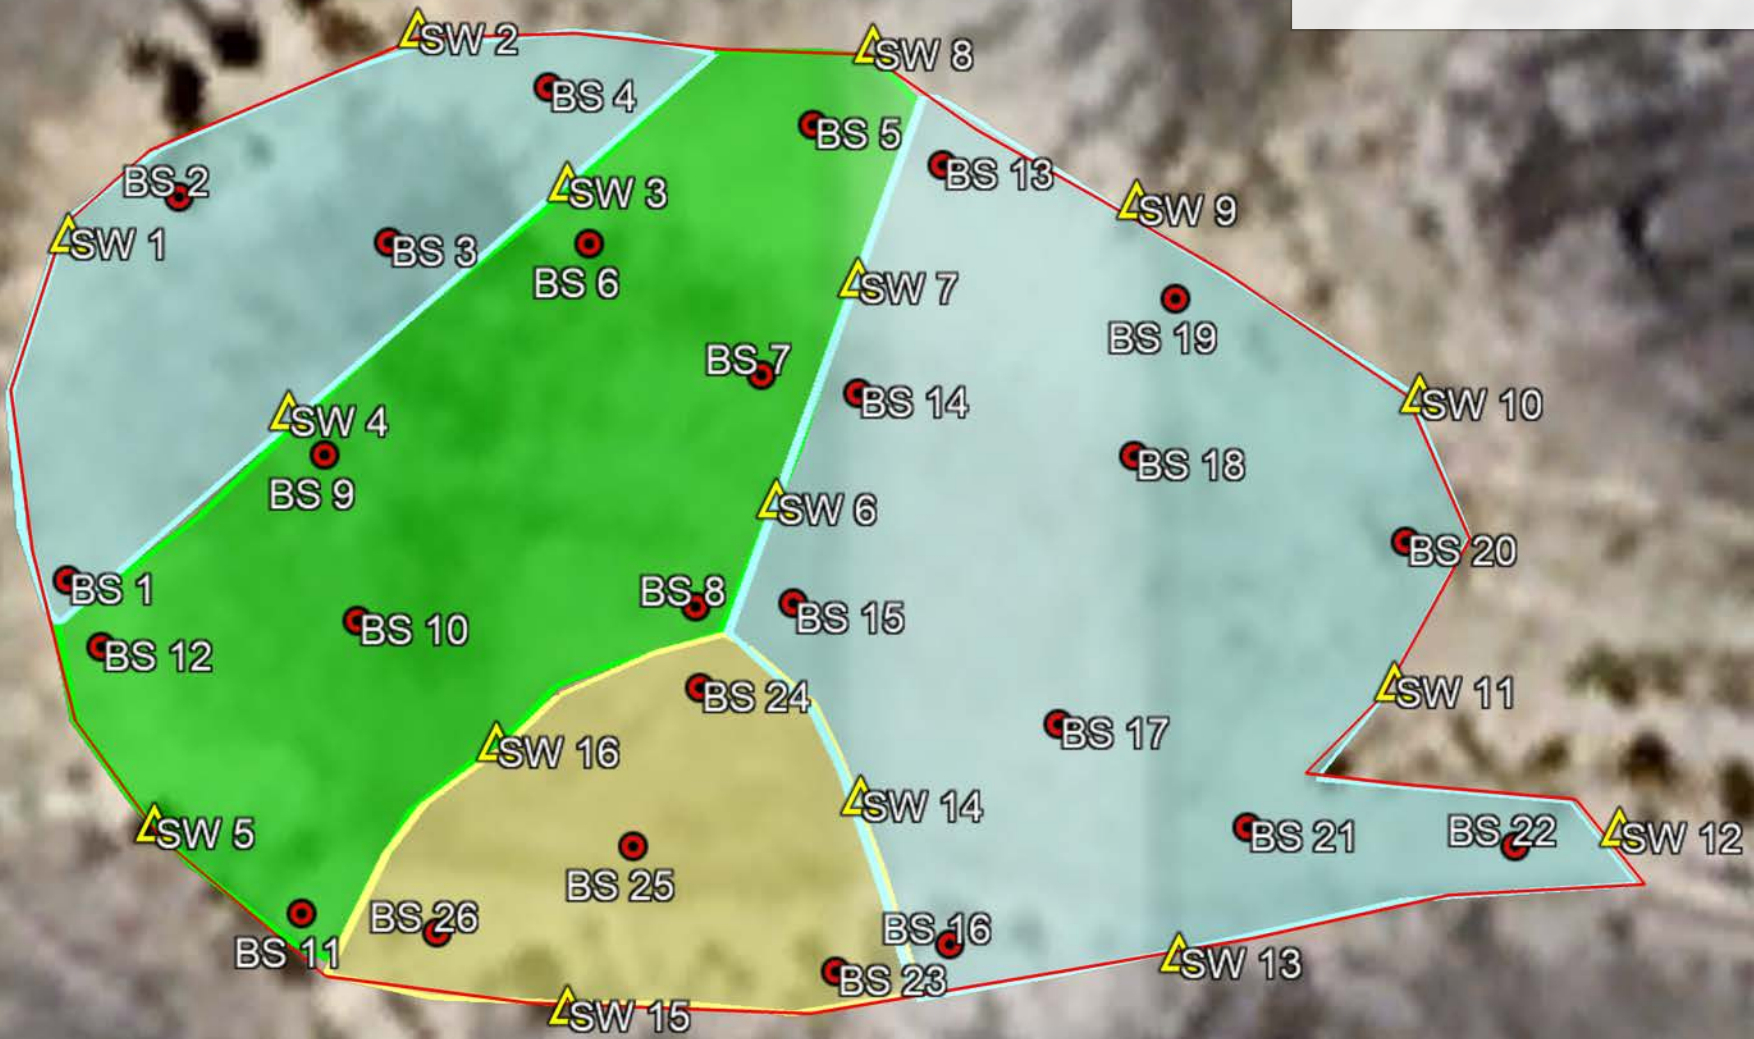 SW 2
SW 8
BS 4
BS 5
BS 2
BS 13
SW 3
SW 9
SW 1
BS 3
BS 6
SW 7
BS 19
BS 7
BS 14
SW 10
SW 4
BS 18
BS 9
SW 6
BS 20
BS 1
BS 8
BS 15
BS 10
BS 12
BS 24
SW 11
BS 17
SW 16
SW 14
SW 5
BS 21
BS 22
SW 12
BS 25
BS 26
BS 16
BS 11
SW 13
BS 23
SW 15